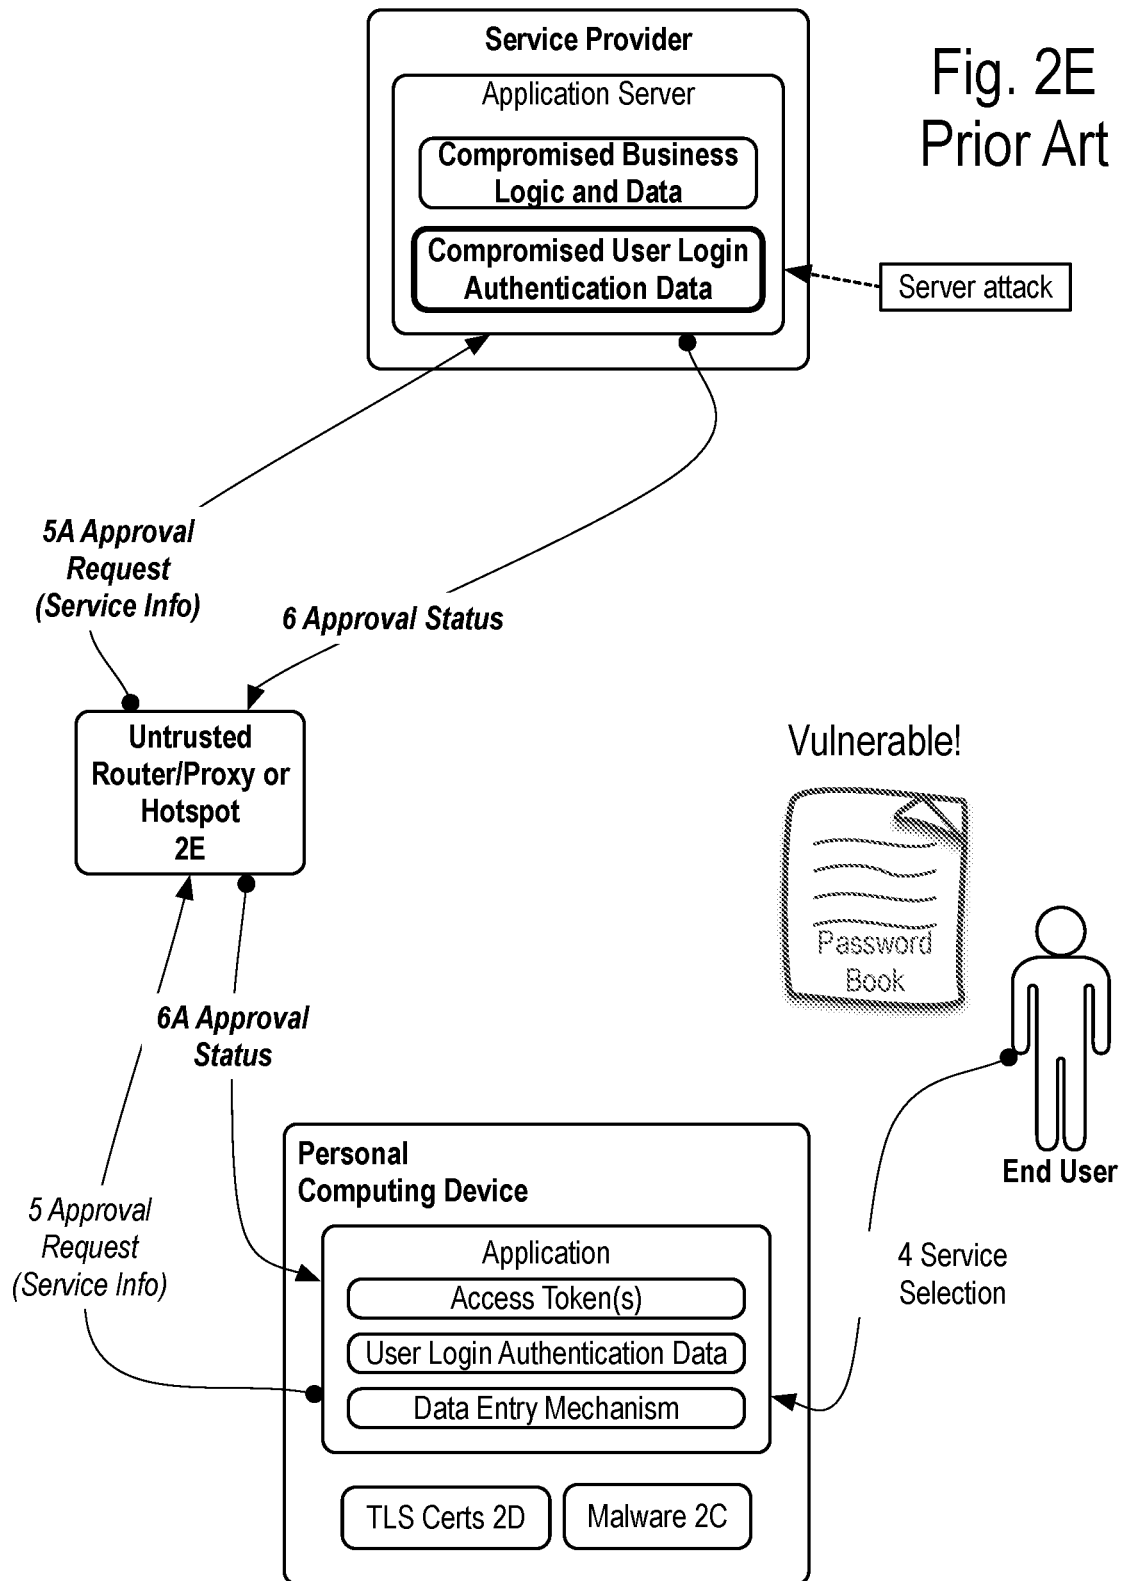 Service Provider
Application Server
Compromised Business
Logic and Data
Compromised User Login
Authentication Data
Fig. 2E
Prior Art
Server attack
5A Approval
Request
(Service Info)
6 Approval Status
Untrusted
Router/Proxy or
Hotspot
2E
Vulnerable!
Password
Book
6A Approval
Status
End User
Personal
Computing Device
5 Approval
Request
(Service Info)
Application
Access Token(s)
User Login Authentication Data
Data Entry Mechanism
4 Service
Selection
TLS Certs 2D
Malware 2C